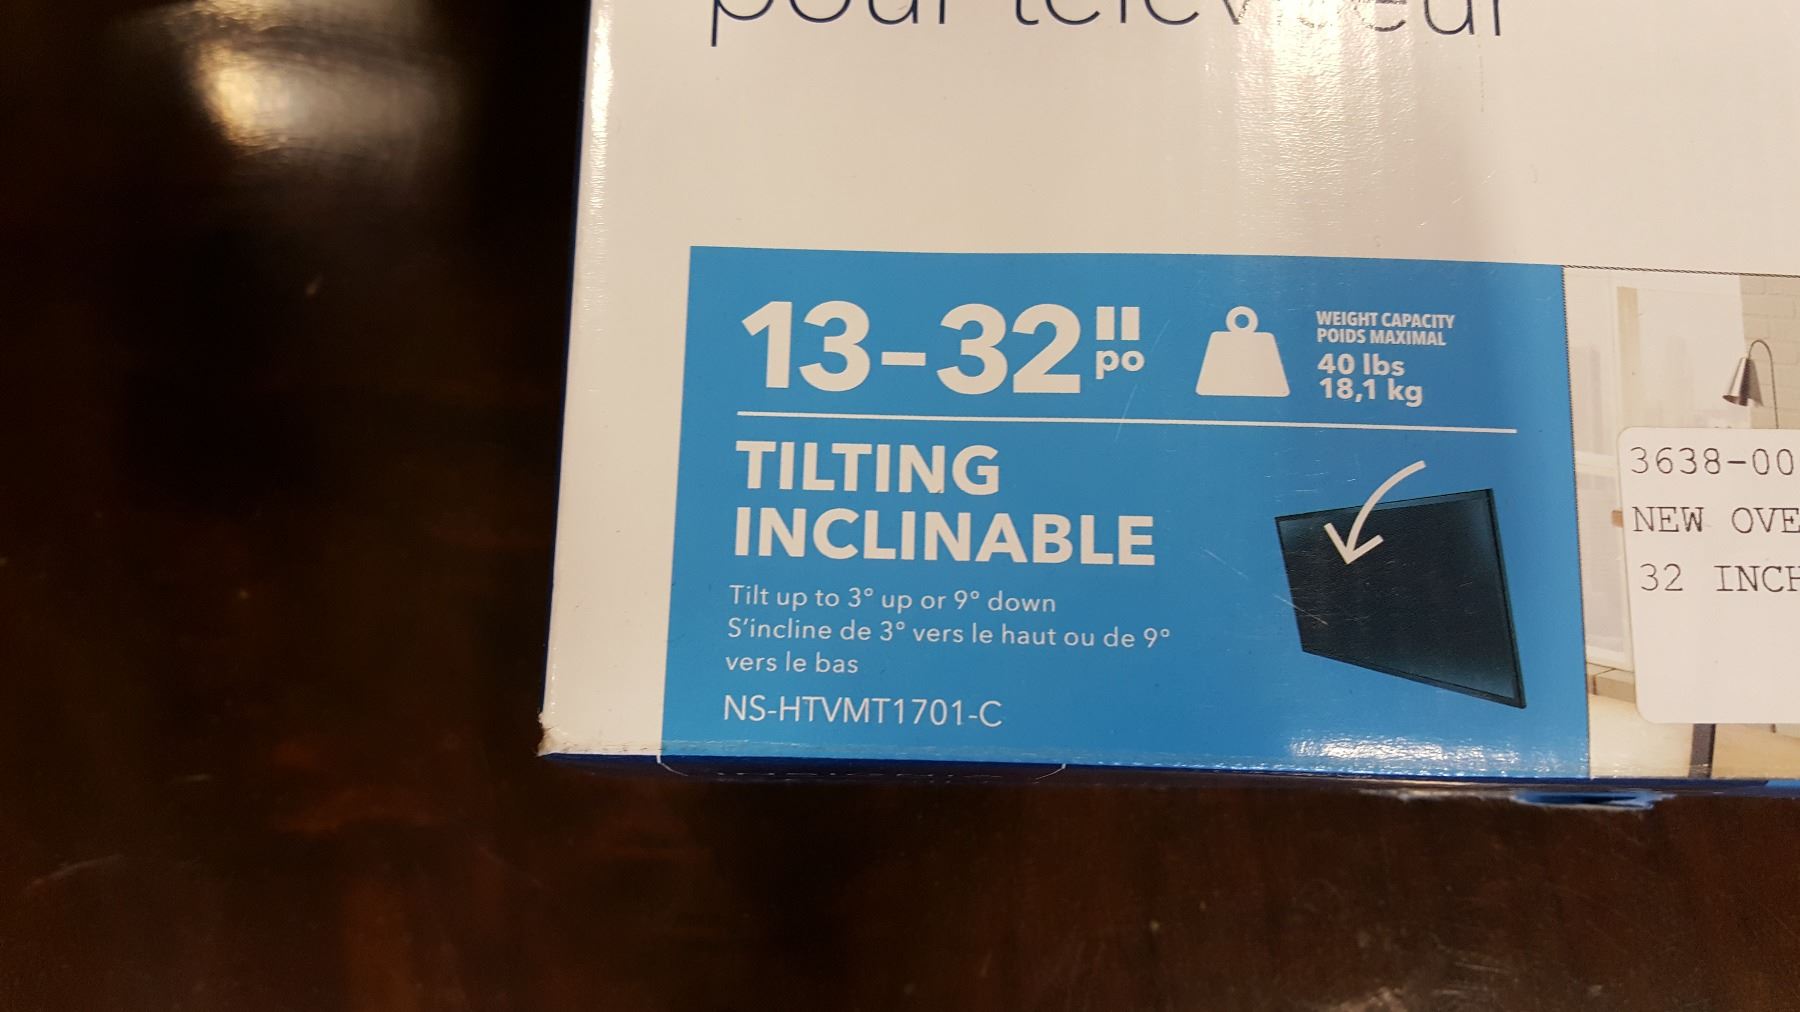 pour téléviseur
13-32"
po
WEIGHT CAPACITY
POIDS MAXIMAL
40 lbs
18,1 kg
TILTING
INCLINABLE
Tilt up to 3° up or 9° down
S'incline de 3° vers le haut ou de 9°
vers le bas
NS-HTVMT1701-C
3638-00
NEW OVE
32 INCH